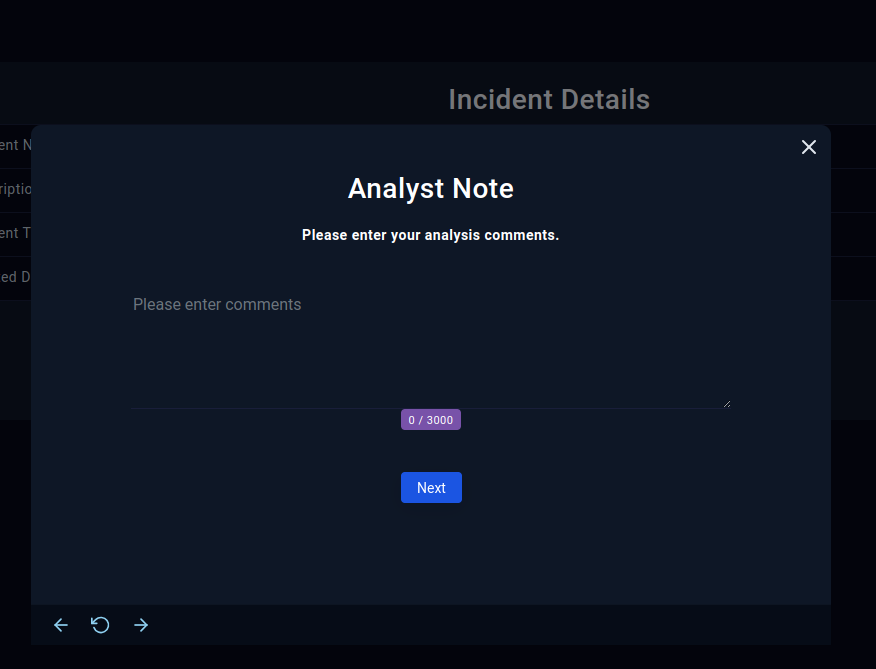 Incident Details
ent N
Analyst Note
riptio
Please enter your analysis comments.
ent T
ed D
Please enter comments
0 / 3000
Next